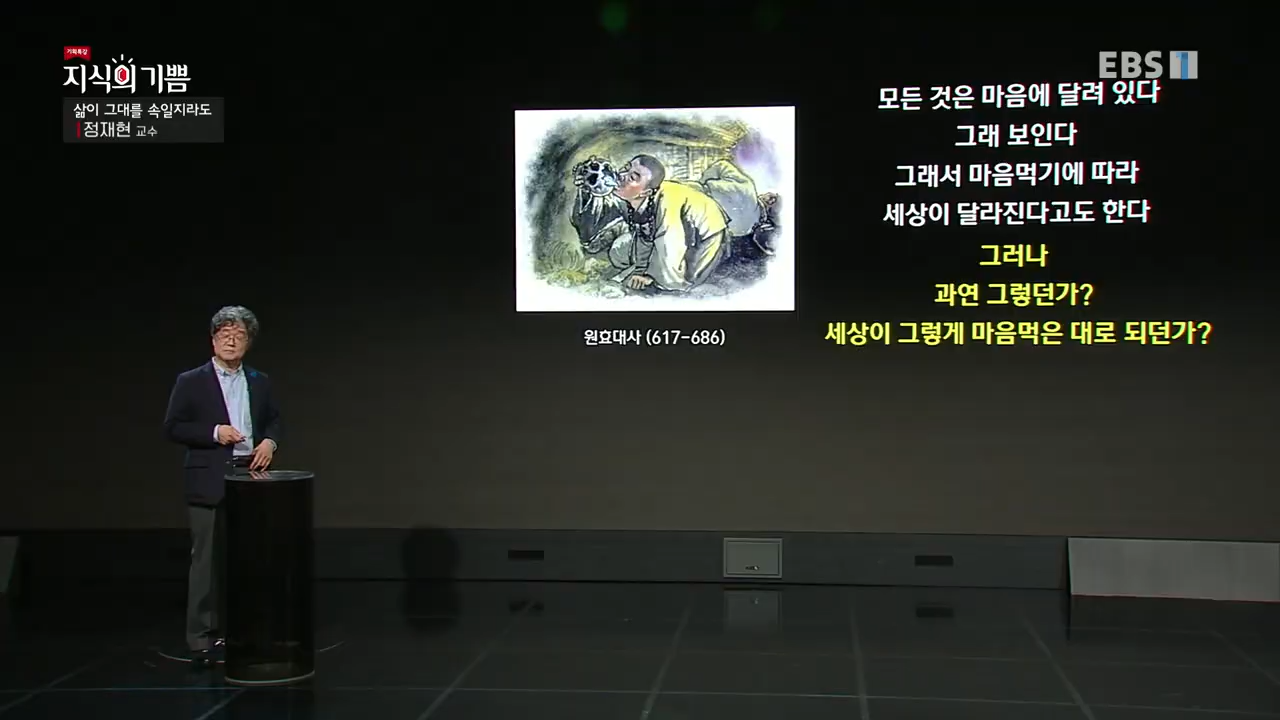 기획특강
지식의 기쁨
삶이 그대를 속일지라도
정재현 교수
EBS 1
모든 것은 마음에 달려 있다
그래 보인다
그래서 마음먹기에 따라
세상이 달라진다고도 한다
그러나
과연 그렇던가?
세상이 그렇게 마음먹은 대로 되던가?
원효대사 (617-686)